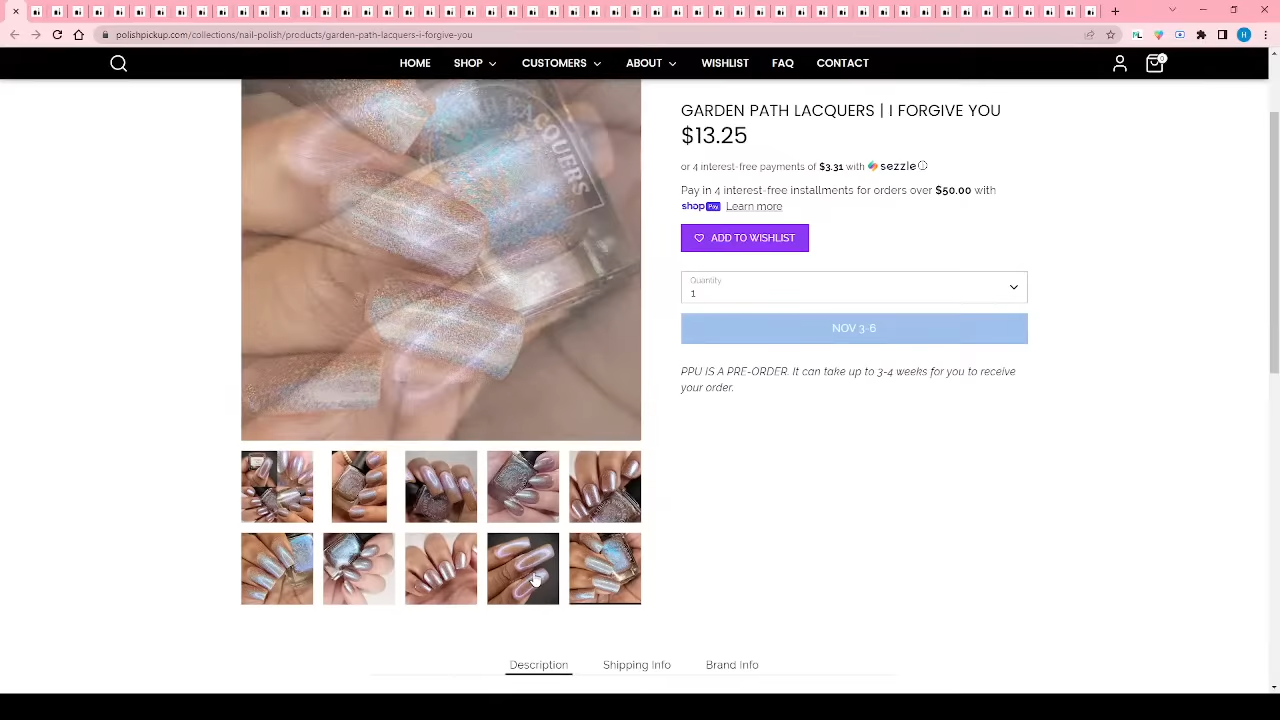 polishpickup.com/collections/nail-polish/products/garden-path-lacquers-i-forgive-you
HOME SHOP CUSTOMERS ABOUT WISHLIST FAQ CONTACT
0
LACQUERS
GARDEN PATH LACQUERS | I FORGIVE YOU
$13.25
or 4 interest-free payments of $3.31 with sezzle
Pay in 4 interest-free installments for orders over $50.00 with
shop Pay Learn more
ADD TO WISHLIST
Quantity
1
NOV 3-6
PPU IS A PRE-ORDER. It can take up to 3-4 weeks for you to receive
your order.
Description Shipping Info Brand Info